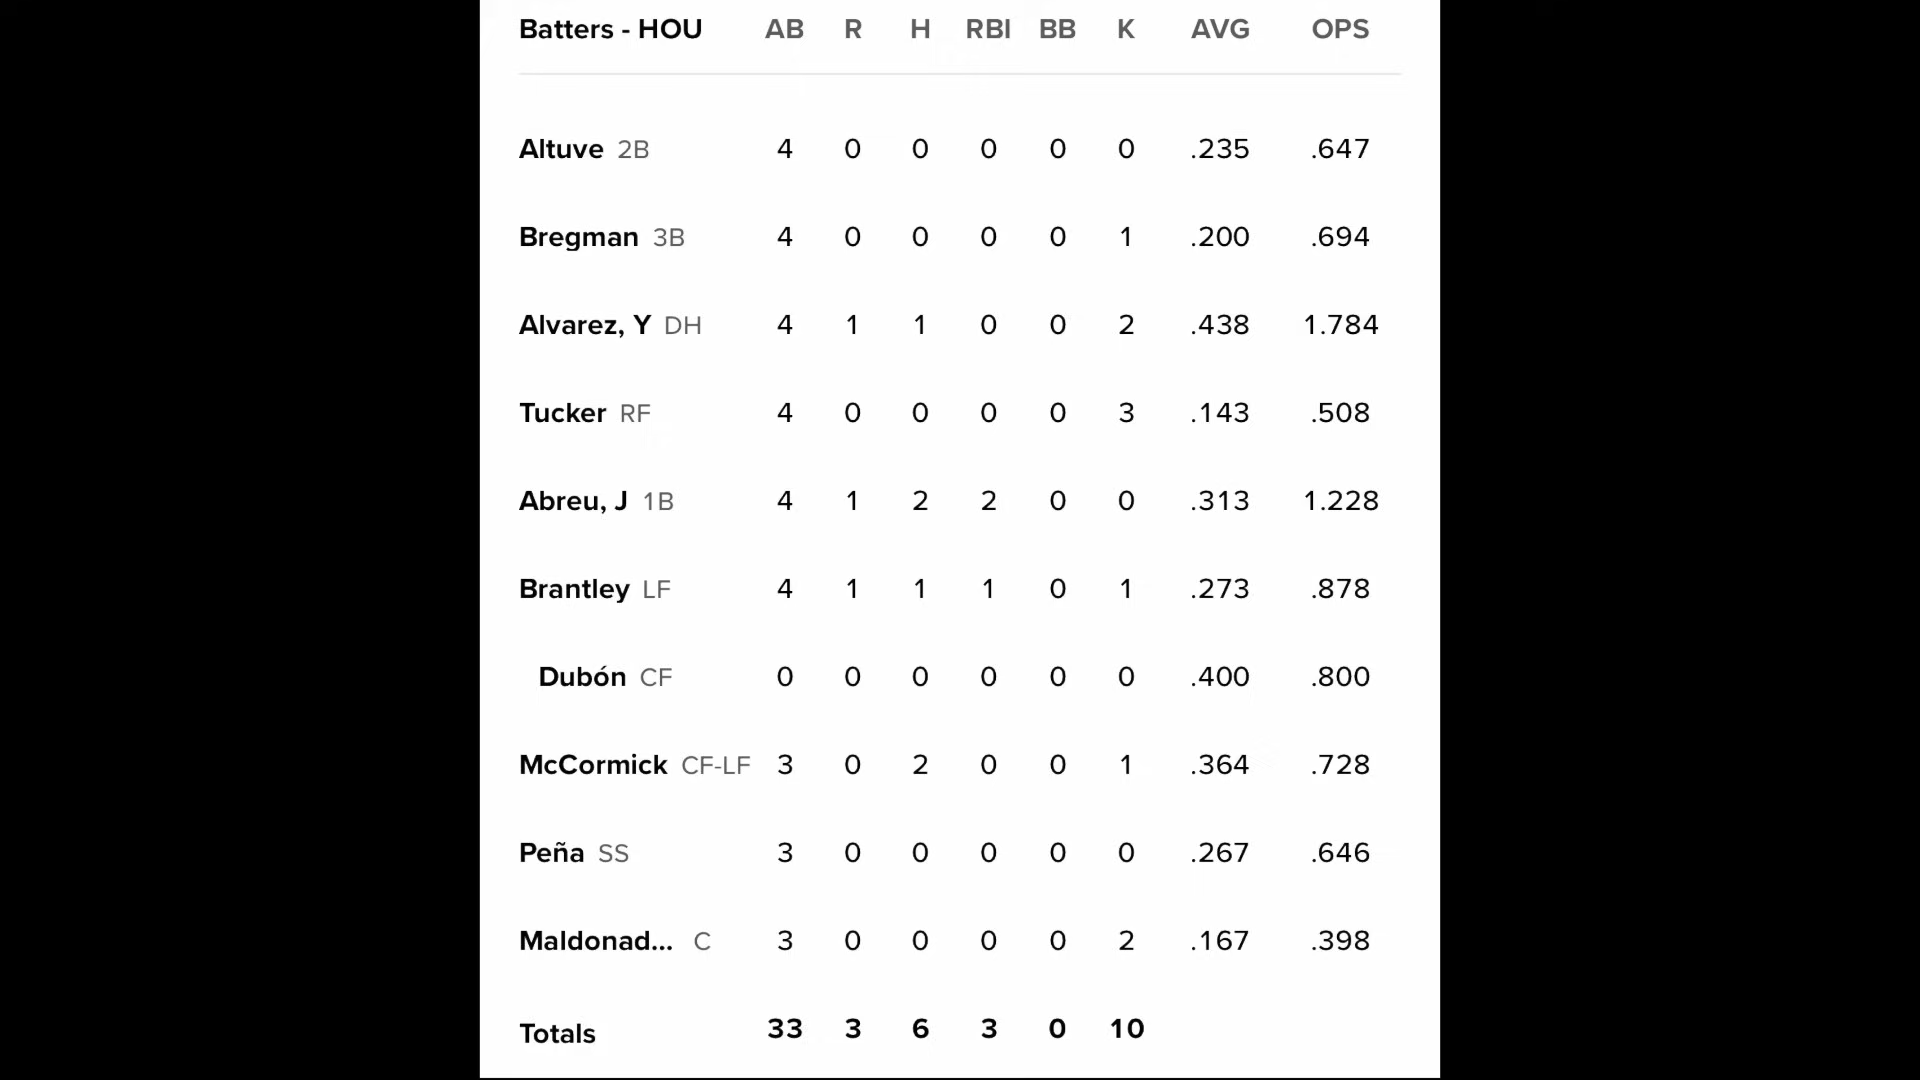 Batters - HOU AB R H RBI BB K AVG OPS
Altuve 2B 4 0 0 0 0 0 .235 .647
Bregman 3B 4 0 0 0 0 1 .200 .694
Alvarez, Y DH 4 1 1 0 0 2 .438 1.784
Tucker RF 4 0 0 0 0 3 .143 .508
Abreu, J 1B 4 1 2 2 0 0 .313 1.228
Brantley LF 4 1 1 1 0 1 .273 .878
Dubón CF 0 0 0 0 0 0 .400 .800
McCormick CF-LF 3 0 2 0 0 1 .364 .728
Peña SS 3 0 0 0 0 0 .267 .646
Maldonad... C 3 0 0 0 0 2 .167 .398
Totals 33 3 6 3 0 10